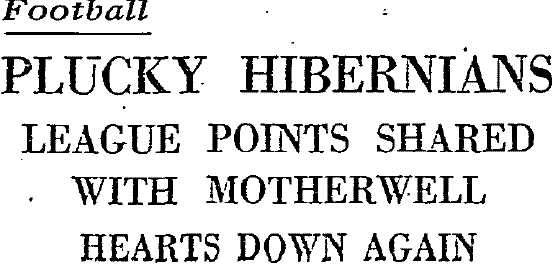 Football
PLUCKY HIBERNIANS
LEAGUE POINTS SHARED
WITH MOTHERWELL
HEARTS DOWN AGAIN